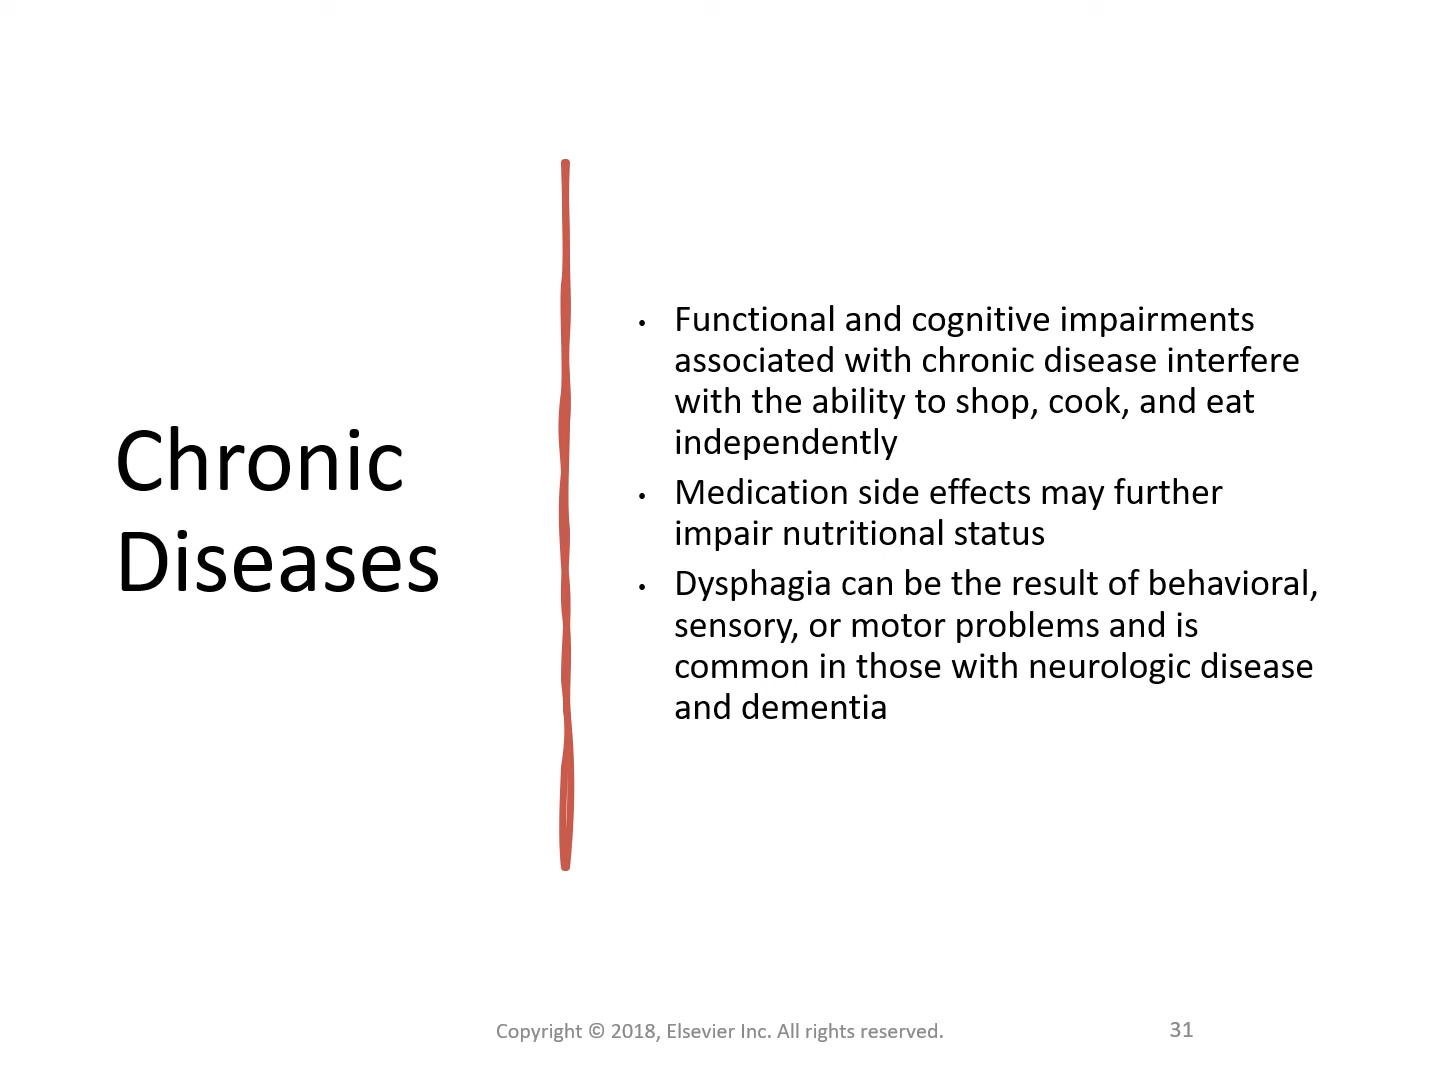 Chronic
Diseases
• Functional and cognitive impairments
associated with chronic disease interfere
with the ability to shop, cook, and eat
independently
• Medication side effects may further
impair nutritional status
• Dysphagia can be the result of behavioral,
sensory, or motor problems and is
common in those with neurologic disease
and dementia
Copyright © 2018, Elsevier Inc. All rights reserved.
31